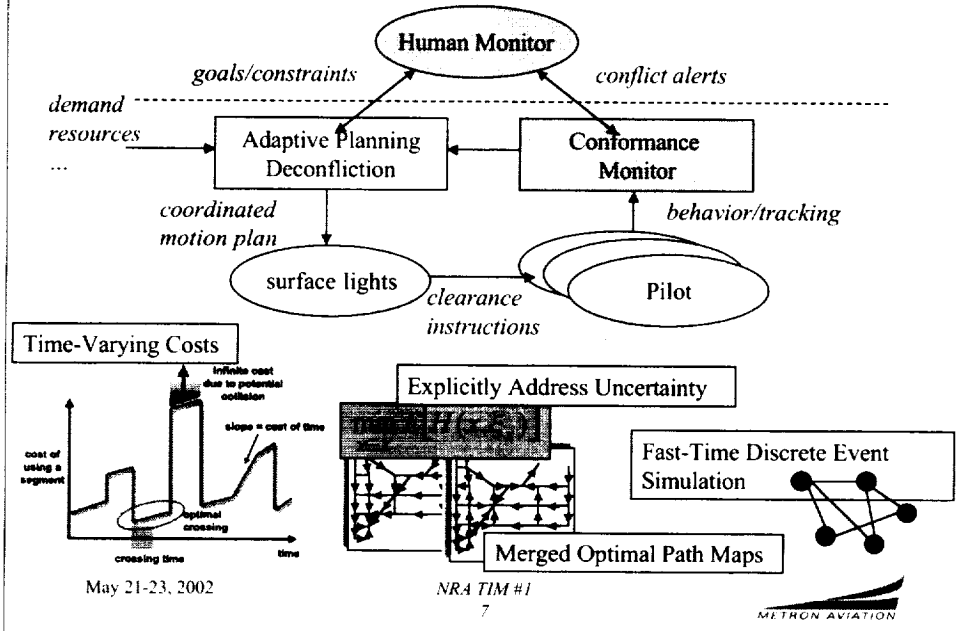 Human Monitor
goals/constraints
conflict alerts
demand
resources
...
Adaptive Planning
Deconfliction
Conformance
Monitor
coordinated
motion plan
behavior/tracking
surface lights
clearance
instructions
Pilot
Time-Varying Costs
Infinite cost
due to potential
collision
slope = cost of time
cost of
using a
segment
optimal
crossing
crossing time
time
Explicitly Address Uncertainty
Fast-Time Discrete Event
Simulation
Merged Optimal Path Maps
May 21-23, 2002
NRA TIM #1
7
METRON AVIATION